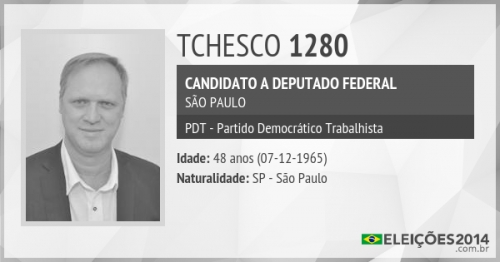 TCHESCO 1280
CANDIDATO A DEPUTADO FEDERAL
SÃO PAULO
PDT - Partido Democrático Trabalhista
Idade: 48 anos (07-12-1965)
Naturalidade: SP - São Paulo
ELEIÇÕES2014
.com.br